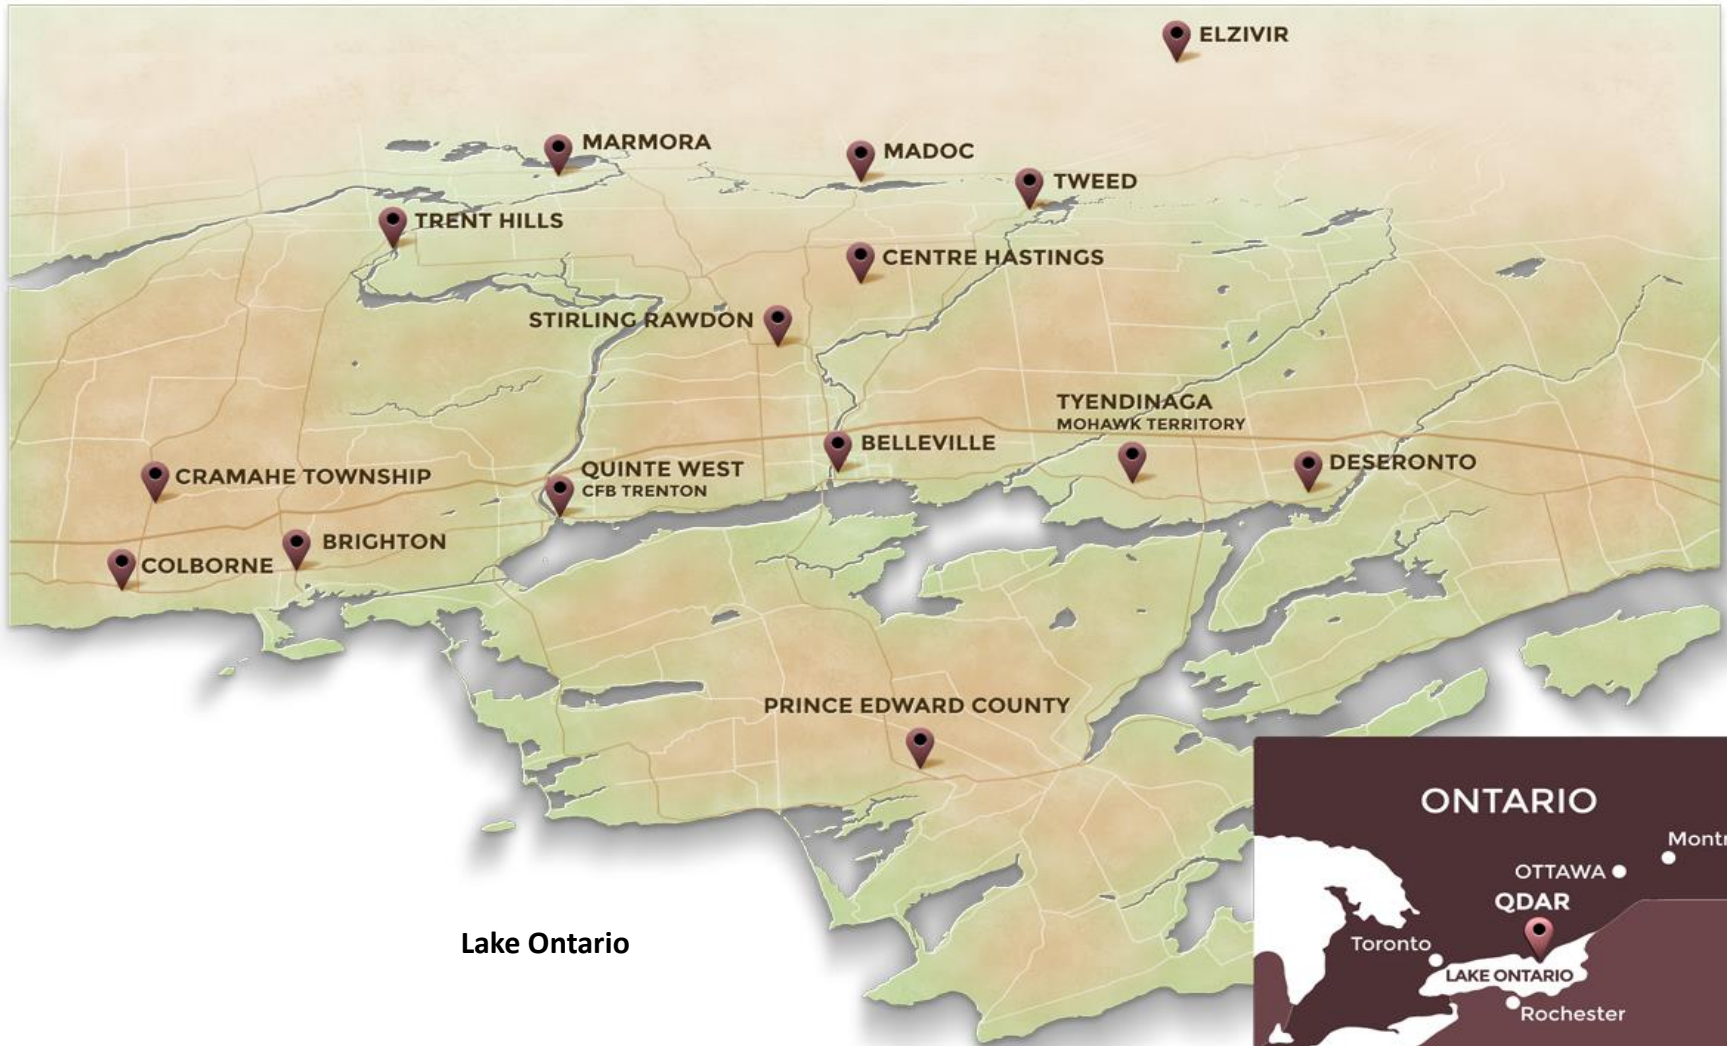 ELZIVIR
MARMORA
MADOC
TWEED
TRENT HILLS
CENTRE HASTINGS
STIRLING RAWDON
TYENDINAGA
MOHAWK TERRITORY
BELLEVILLE
QUINTE WEST
CFB TRENTON
DESERONTO
CRAMAHE TOWNSHIP
BRIGHTON
COLBORNE
PRINCE EDWARD COUNTY
Lake Ontario
ONTARIO
Montr
OTTAWA
QDAR
Toronto
LAKE ONTARIO
Rochester